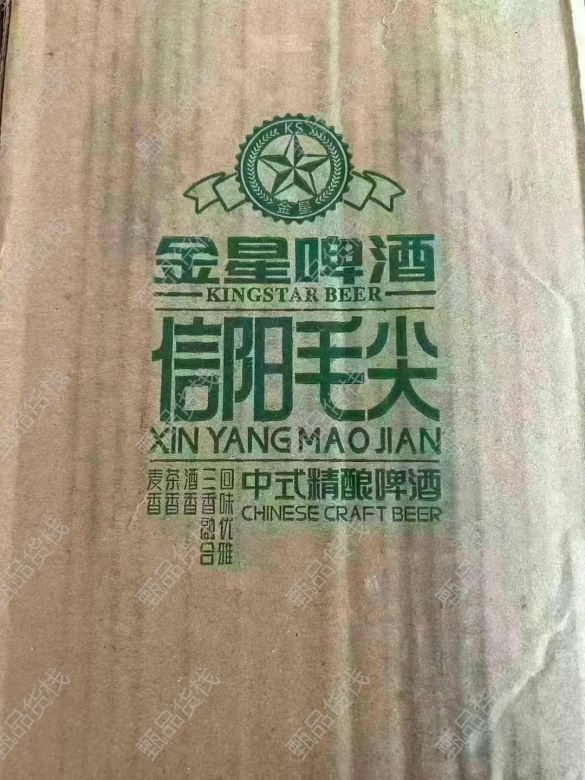 KS
金星
金星啤酒
KINGSTAR BEER
信阳毛尖
XIN YANG MAO JIAN
麦香
茶香
酒香
三香融合
回味优雅
中式精酿啤酒
CHINESE CRAFT BEER
甄品货栈